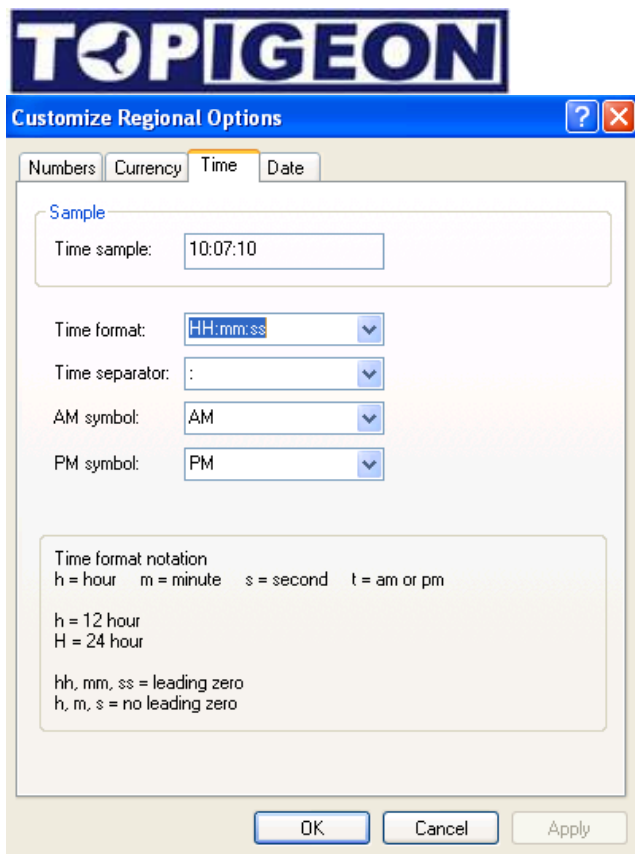 TOPIGEON
Customize Regional Options
Numbers Currency Time Date
Sample
Time sample: 10:07:10
Time format: HH:mm:ss
Time separator: :
AM symbol: AM
PM symbol: PM
Time format notation
h = hour m = minute s = second t = am or pm
h = 12 hour
H = 24 hour
hh, mm, ss = leading zero
h, m, s = no leading zero
OK Cancel Apply